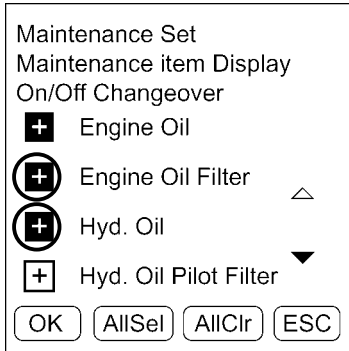 Maintenance Set
Maintenance item Display
On/Off Changeover
+ Engine Oil
+ Engine Oil Filter
+ Hyd. Oil
+ Hyd. Oil Pilot Filter
OK AllSel AllClr ESC